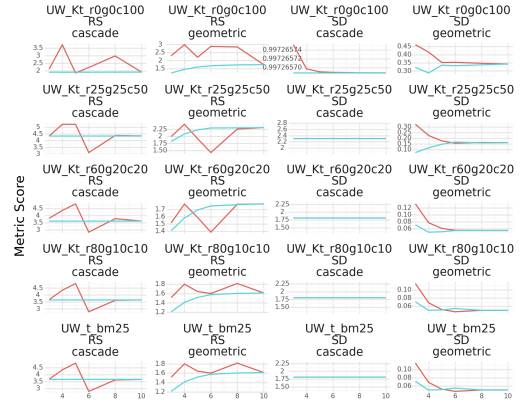 UW_Kt_r0g0c100 UW_Kt_r0g0c100 UW_Kt_r0g0c100 UW_Kt_r0g0c100
RS RS SD SD
cascade geometric cascade geometric
3.5 3 2.5 2
3 2.5 2 1.5
0.99726574 0.99726572 0.99726570
0.45 0.40 0.35 0.30
UW_Kt_r25g25c50 UW_Kt_r25g25c50 UW_Kt_r25g25c50 UW_Kt_r25g25c50
RS RS SD SD
cascade geometric cascade geometric
5 4.5 4 3.5 3
2.25 2 1.75 1.50
2.8 2.6 2.4 2.2 2
0.30 0.25 0.20 0.15 0.10
UW_Kt_r60g20c20 UW_Kt_r60g20c20 UW_Kt_r60g20c20 UW_Kt_r60g20c20
RS RS SD SD
cascade geometric cascade geometric
4.5 4 3.5 3
1.7 1.6 1.5 1.4
2.25 2 1.75 1.50
0.12 0.10 0.08 0.06
Metric Score
UW_Kt_r80g10c10 UW_Kt_r80g10c10 UW_Kt_r80g10c10 UW_Kt_r80g10c10
RS RS SD SD
cascade geometric cascade geometric
4.5 4 3.5 3
1.8 1.6 1.4 1.2
2.25 2 1.75 1.50
0.10 0.08 0.06
UW_t_bm25 UW_t_bm25 UW_t_bm25 UW_t_bm25
RS RS SD SD
cascade geometric cascade geometric
4.5 4 3.5 3
1.8 1.6 1.4 1.2
2.25 2 1.75 1.50
0.10 0.08 0.06
4 6 8 10 4 6 8 10 4 6 8 10 4 6 8 10